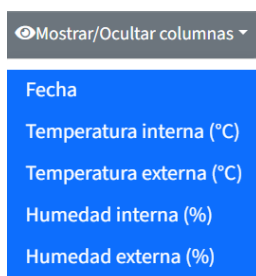 Mostrar/Ocultar columnas
Fecha
Temperatura interna (°C)
Temperatura externa (°C)
Humedad interna (%)
Humedad externa (%)